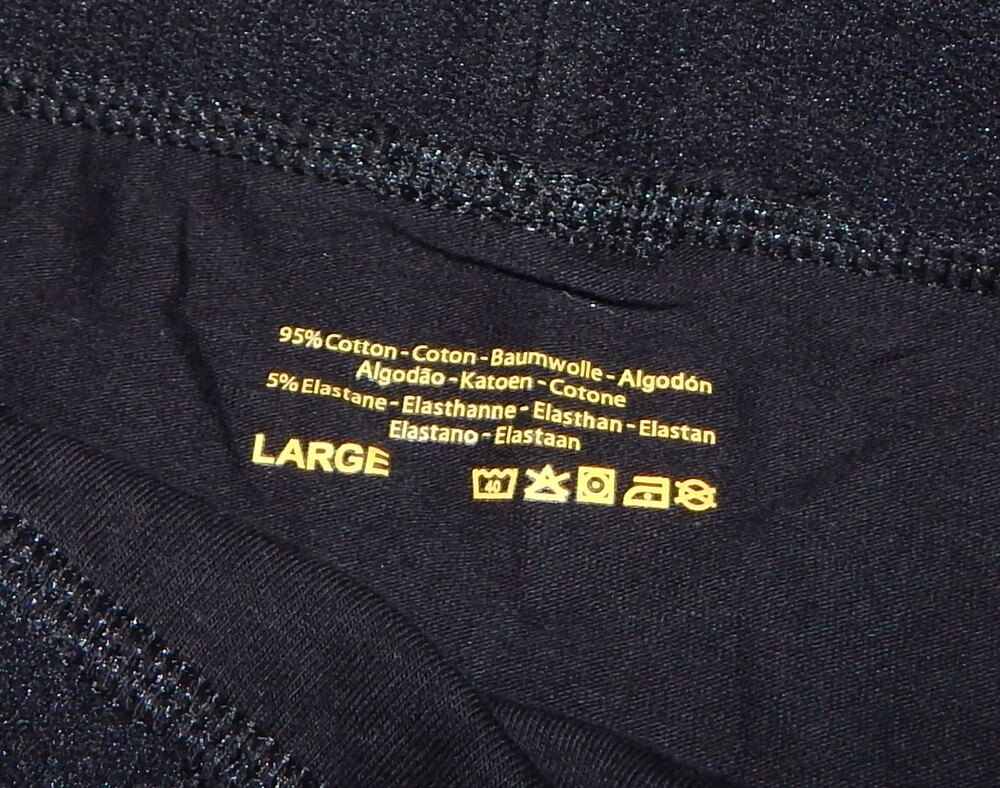 95% Cotton - Coton - Baumwolle - Algodón
Algodão - Katoen - Cotone
5% Elastane - Elasthanne - Elasthan - Elastan
Elastano - Elastaan
LARGE
40